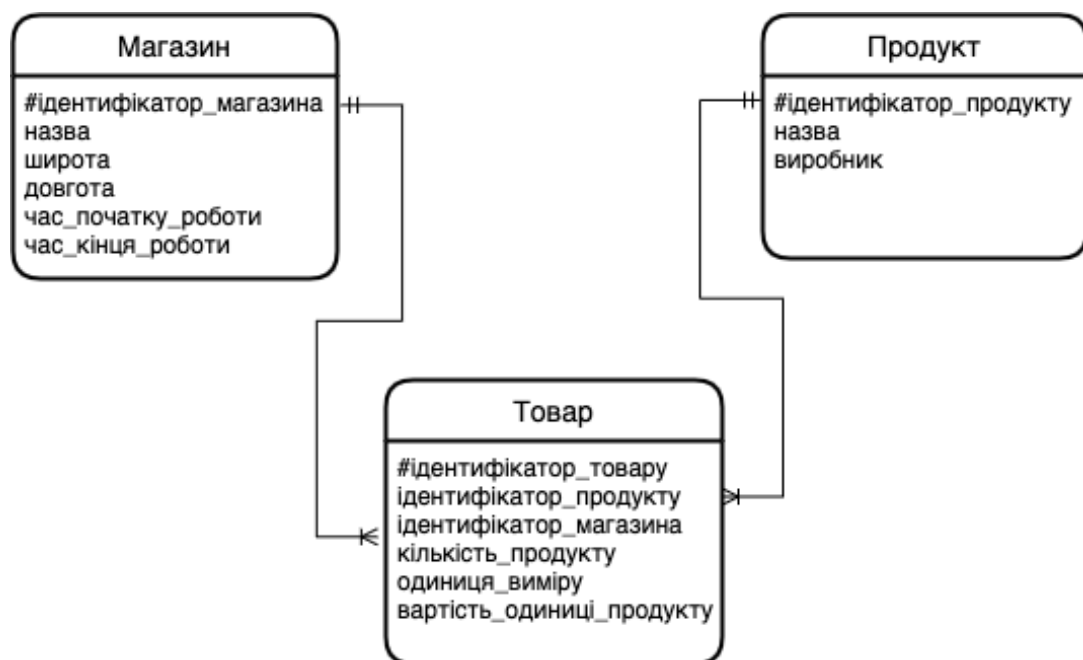 Магазин
#ідентифікатор_магазина
назва
широта
довгота
час_початку_роботи
час_кінця_роботи
Продукт
#ідентифікатор_продукту
назва
виробник
Товар
#ідентифікатор_товару
ідентифікатор_продукту
ідентифікатор_магазина
кількість_продукту
одиниця_виміру
вартість_одиниці_продукту